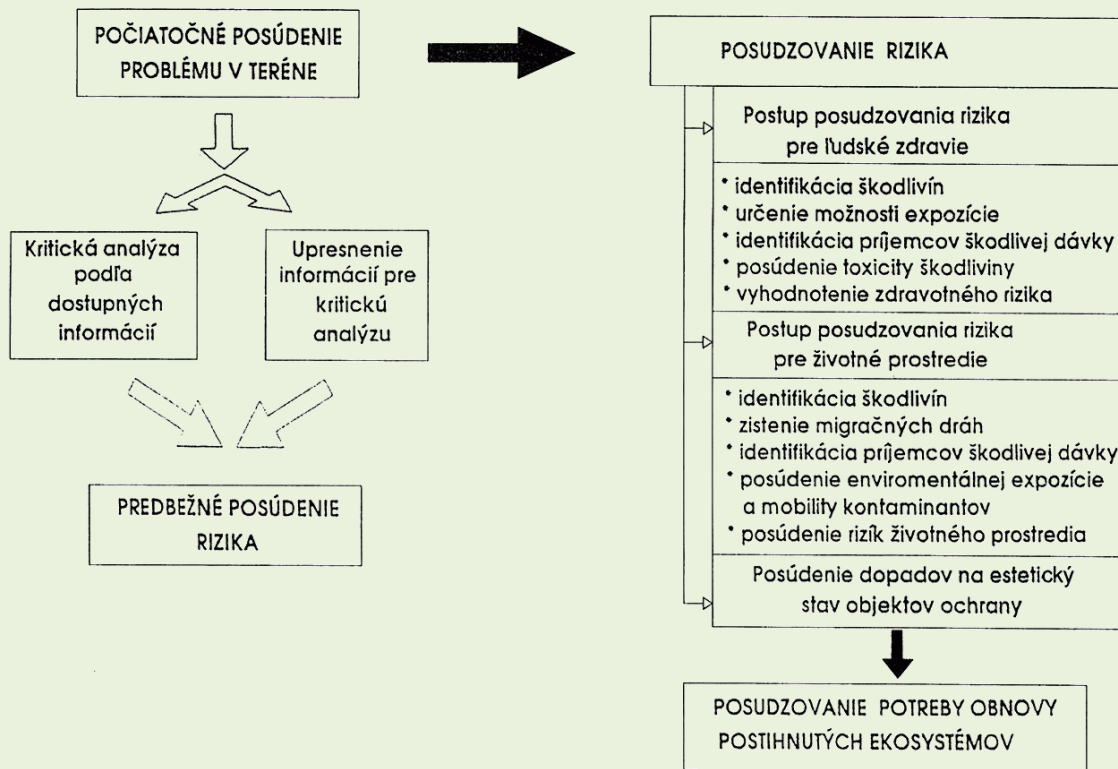 POČIATOČNÉ POSÚDENIE
PROBLÉMU V TERÉNE
Kritická analýza
podľa
dostupných
informácií
Upresnenie
informácií pre
kritickú
analýzu
PREDBEŽNÉ POSÚDENIE
RIZIKA
POSUDZOVANIE RIZIKA
Postup posudzovania rizika
pre ľudské zdravie
* identifikácia škodlivín
* určenie možnosti expozície
* identifikácia príjemcov škodlivej dávky
* posúdenie toxicity škodliviny
* vyhodnotenie zdravotného rizika
Postup posudzovania rizika
pre životné prostredie
* identifikácia škodlivín
* zistenie migračných dráh
* identifikácia príjemcov škodlivej dávky
* posúdenie enviromentálnej expozície
a mobility kontaminantov
* posúdenie rizík životného prostredia
Posúdenie dopadov na estetický
stav objektov ochrany
POSUDZOVANIE POTREBY OBNOVY
POSTIHNUTÝCH EKOSYSTÉMOV